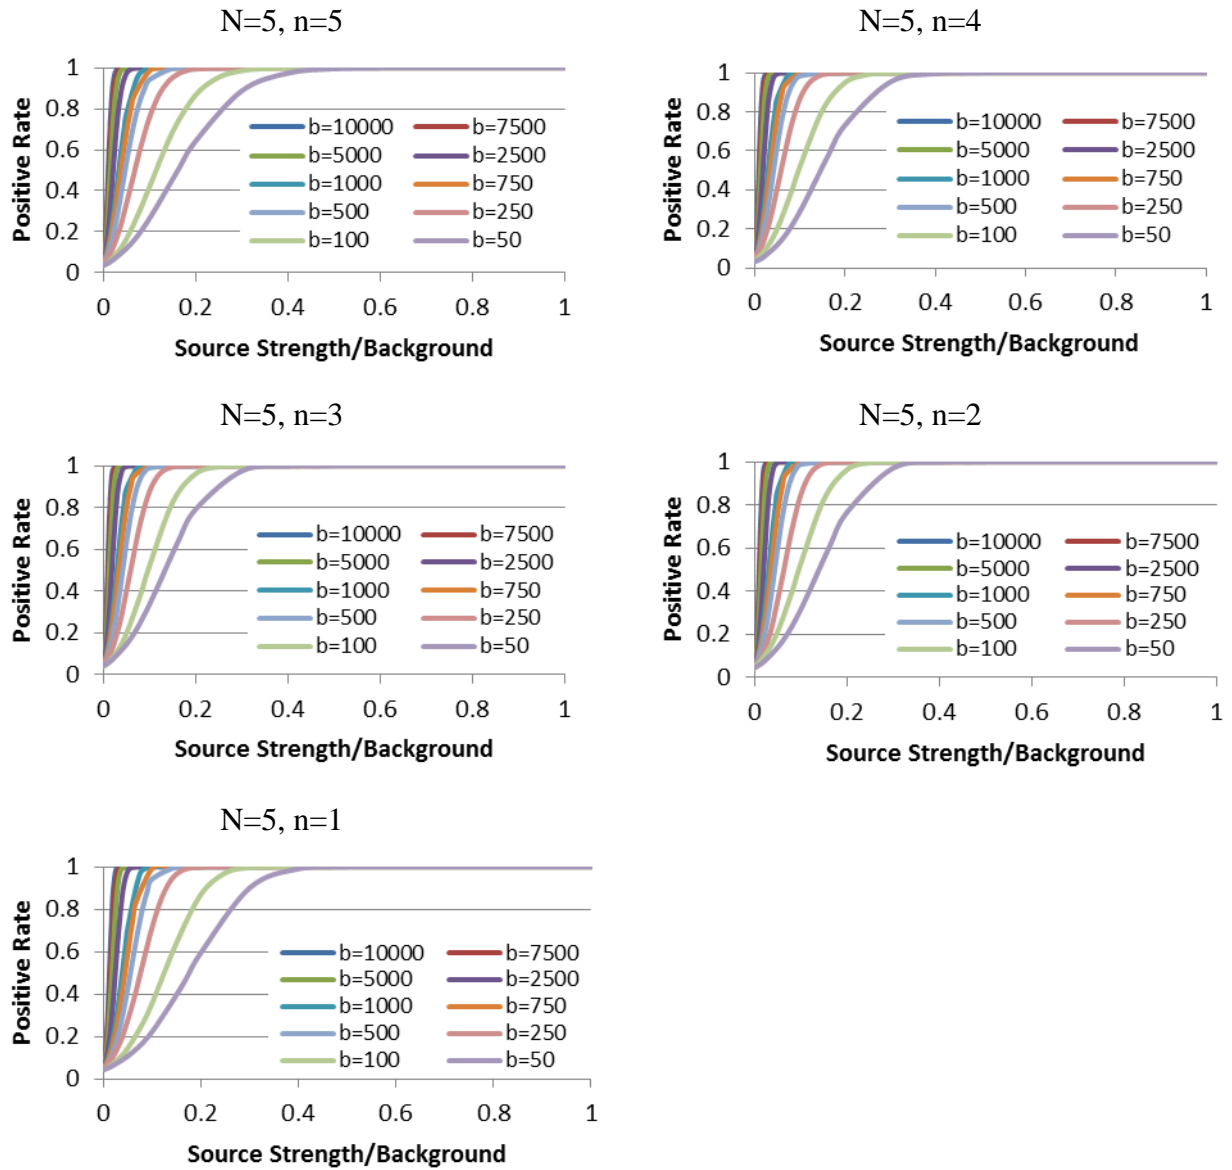 N=5, n=5
N=5, n=4
Positive Rate
1
0.8
0.6
0.4
0.2
0
b=10000 b=7500
b=5000 b=2500
b=1000 b=750
b=500 b=250
b=100 b=50
0 0.2 0.4 0.6 0.8 1
Source Strength/Background
Positive Rate
1
0.8
0.6
0.4
0.2
0
b=10000 b=7500
b=5000 b=2500
b=1000 b=750
b=500 b=250
b=100 b=50
0 0.2 0.4 0.6 0.8 1
Source Strength/Background
N=5, n=3
N=5, n=2
Positive Rate
1
0.8
0.6
0.4
0.2
0
b=10000 b=7500
b=5000 b=2500
b=1000 b=750
b=500 b=250
b=100 b=50
0 0.2 0.4 0.6 0.8 1
Source Strength/Background
Positive Rate
1
0.8
0.6
0.4
0.2
0
b=10000 b=7500
b=5000 b=2500
b=1000 b=750
b=500 b=250
b=100 b=50
0 0.2 0.4 0.6 0.8 1
Source Strength/Background
N=5, n=1
Positive Rate
1
0.8
0.6
0.4
0.2
0
b=10000 b=7500
b=5000 b=2500
b=1000 b=750
b=500 b=250
b=100 b=50
0 0.2 0.4 0.6 0.8 1
Source Strength/Background